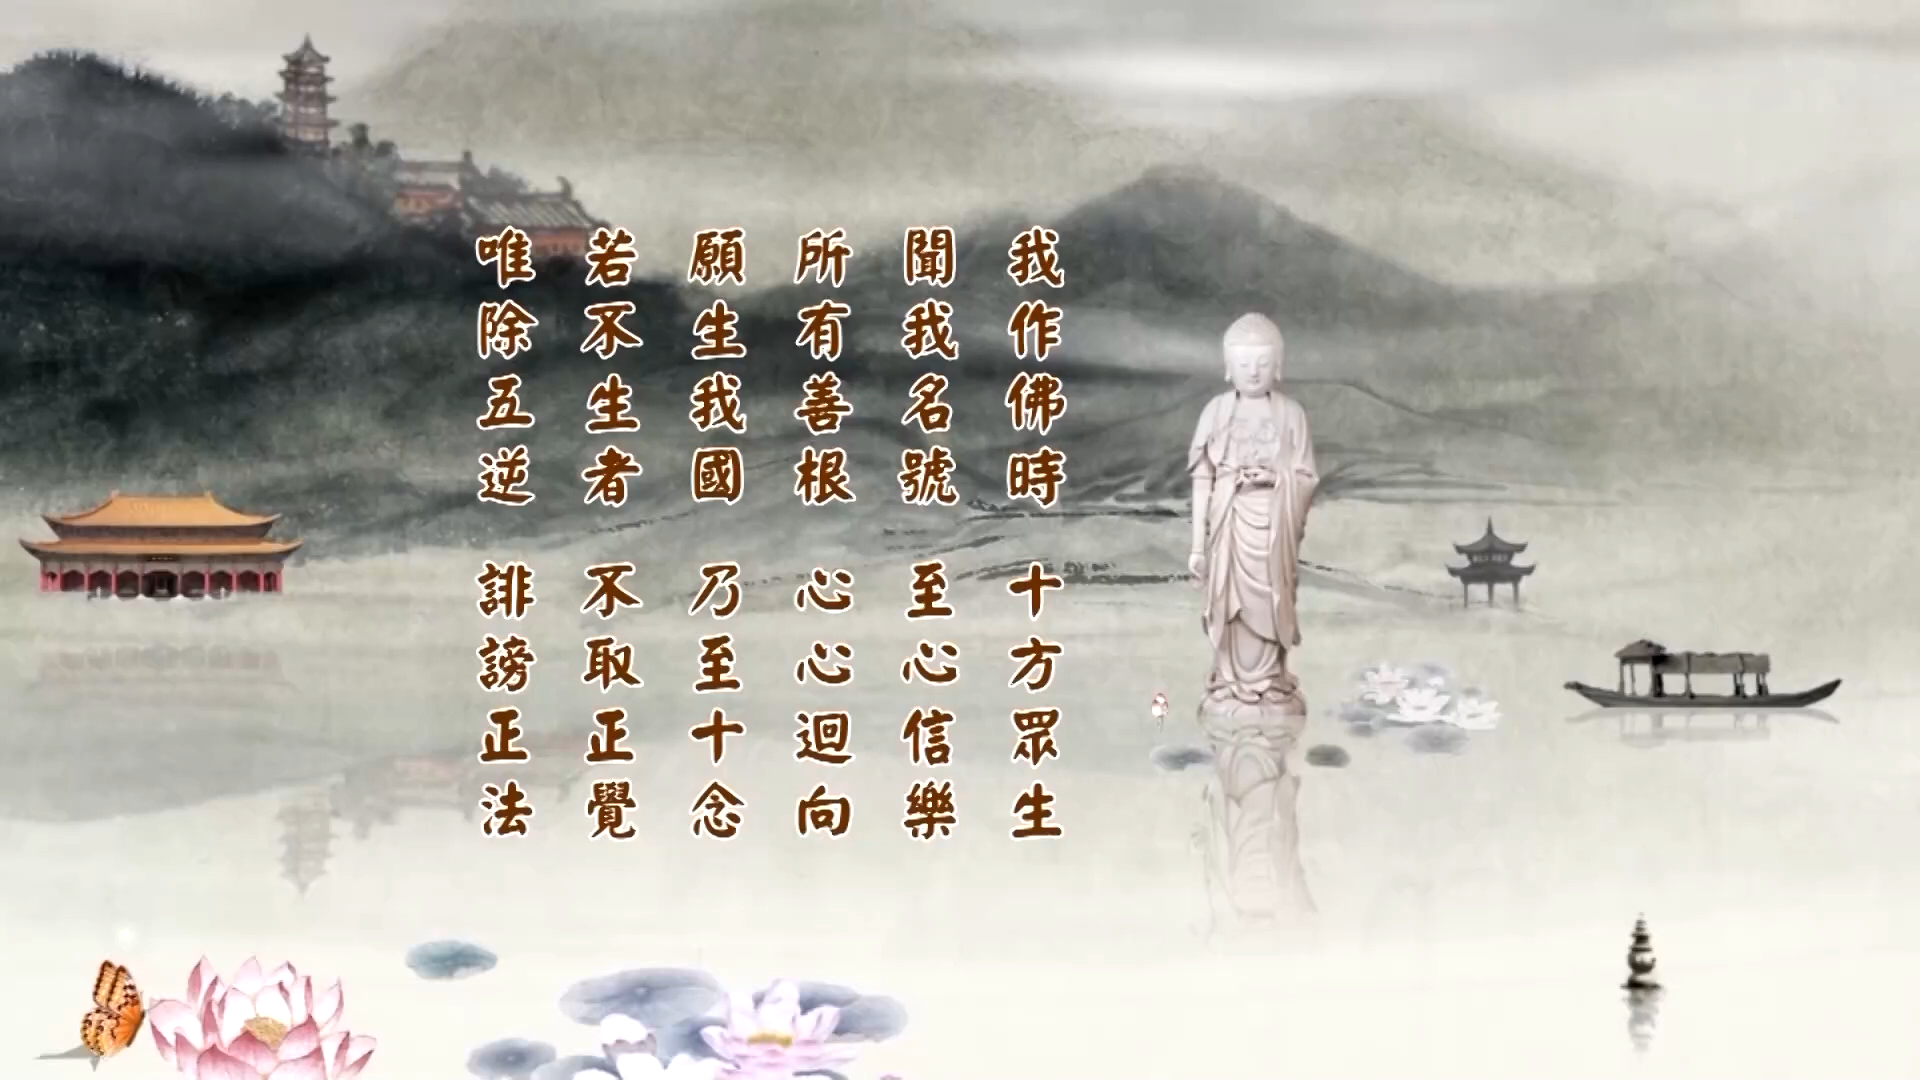 我作佛時 十方眾生
聞我名號 至心信樂
所有善根 心心迴向
願生我國 乃至十念
若不生者 不取正覺
唯除五逆 誹謗正法